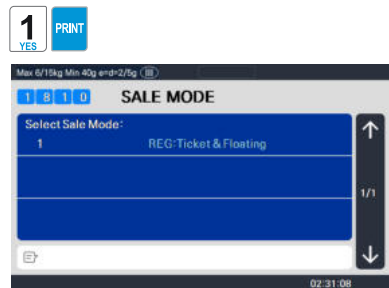 1
YES
PRINT
Max 6/15kg Min 40g e=d=2/5g (III)
1 8 1 0 SALE MODE
Select Sale Mode:
1 REG:Ticket & Floating
1/1
02:31:08